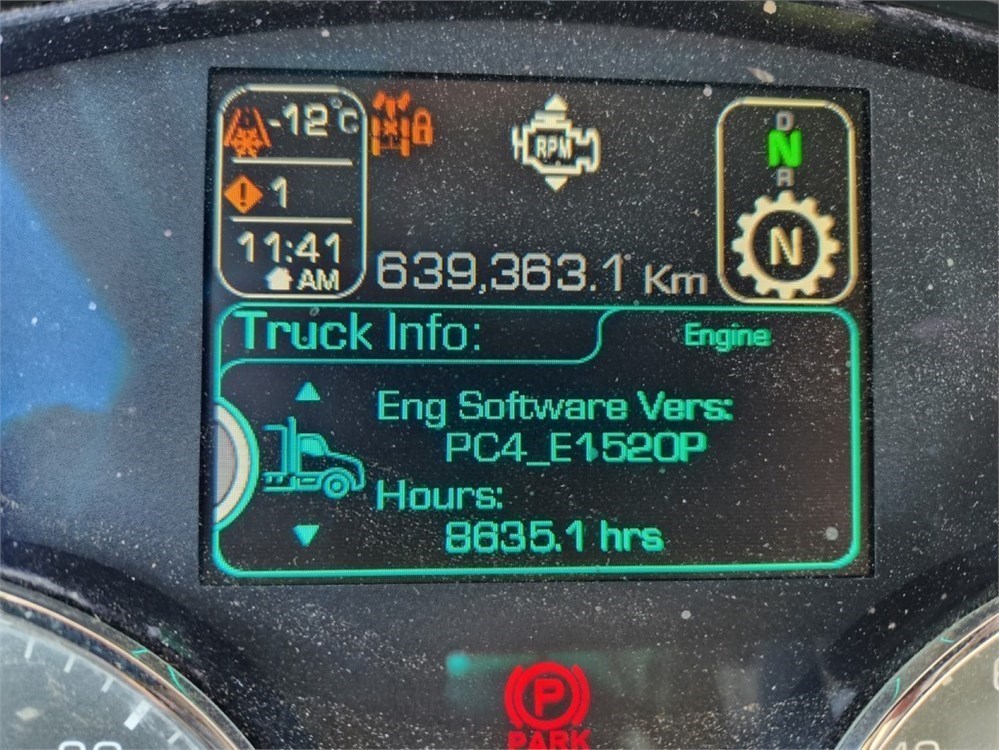 -12°C
1
11:41
AM
RPM
639,363.1 Km
D
N
R
N
Truck Info:
Engine
Eng Software Vers:
PC4_E1520P
Hours:
8635.1 hrs
P
PARK